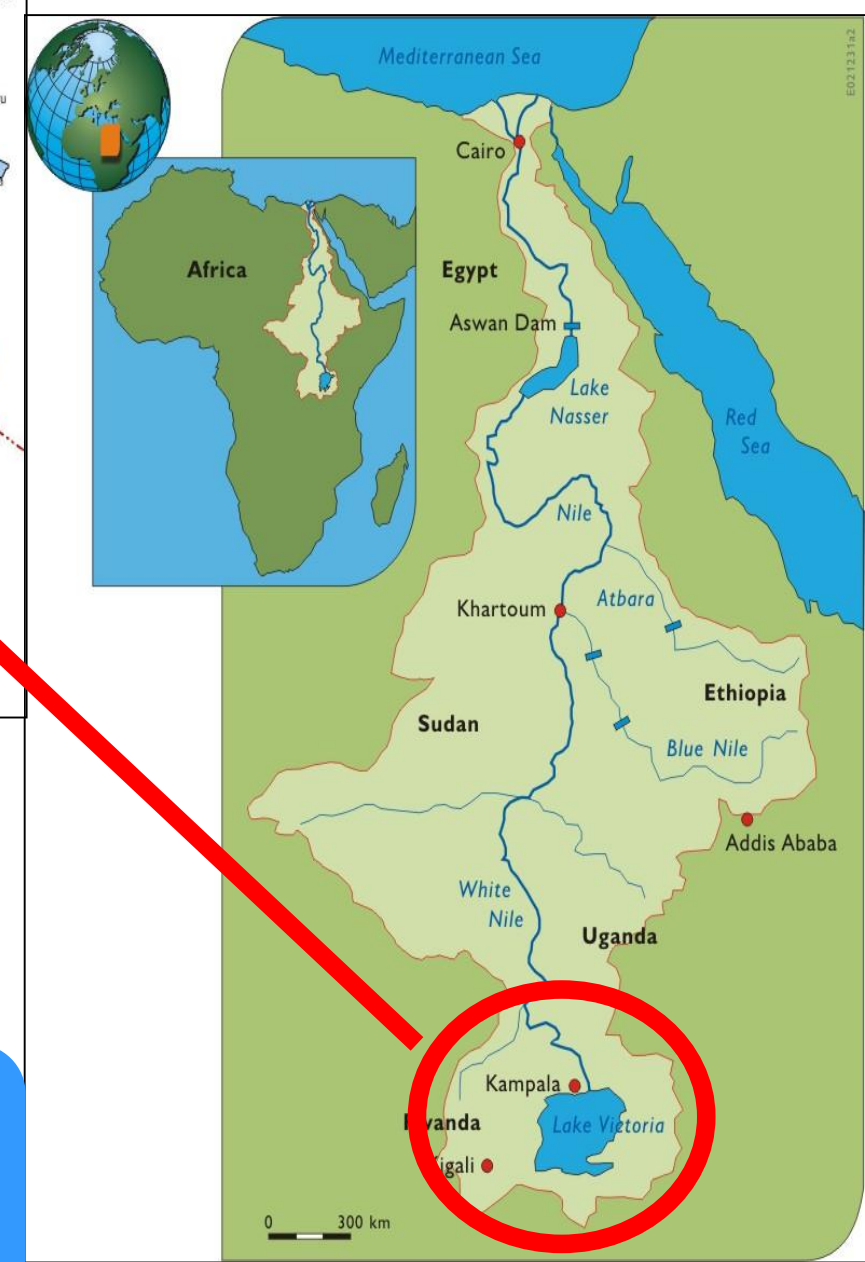 Mediterranean Sea
E021231a2
u
Cairo
Africa
Egypt
Aswan Dam
Lake
Nasser
Red
Sea
Nile
Khartoum
Atbara
Ethiopia
Sudan
Blue Nile
Addis Ababa
White
Nile
Uganda
Kampala
Lake Victoria
0
300 km